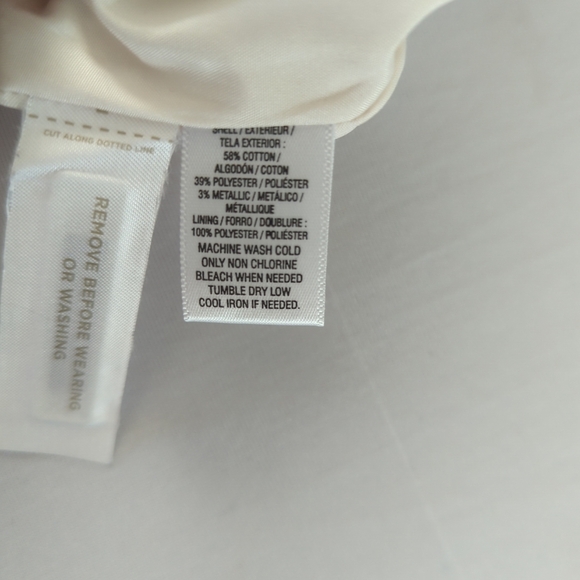 CUT ALONG DOTTED LINE
REMOVE BEFORE WEARING
OR WASHING
SHELL / EXTERIEUR /
TELA EXTERIOR :
58% COTTON /
ALGODÓN / COTON
39% POLYESTER / POLIÉSTER
3% METALLIC / METÁLICO /
MÉTALLIQUE
LINING / FORRO / DOUBLURE :
100% POLYESTER / POLIÉSTER
MACHINE WASH COLD
ONLY NON CHLORINE
BLEACH WHEN NEEDED
TUMBLE DRY LOW
COOL IRON IF NEEDED.